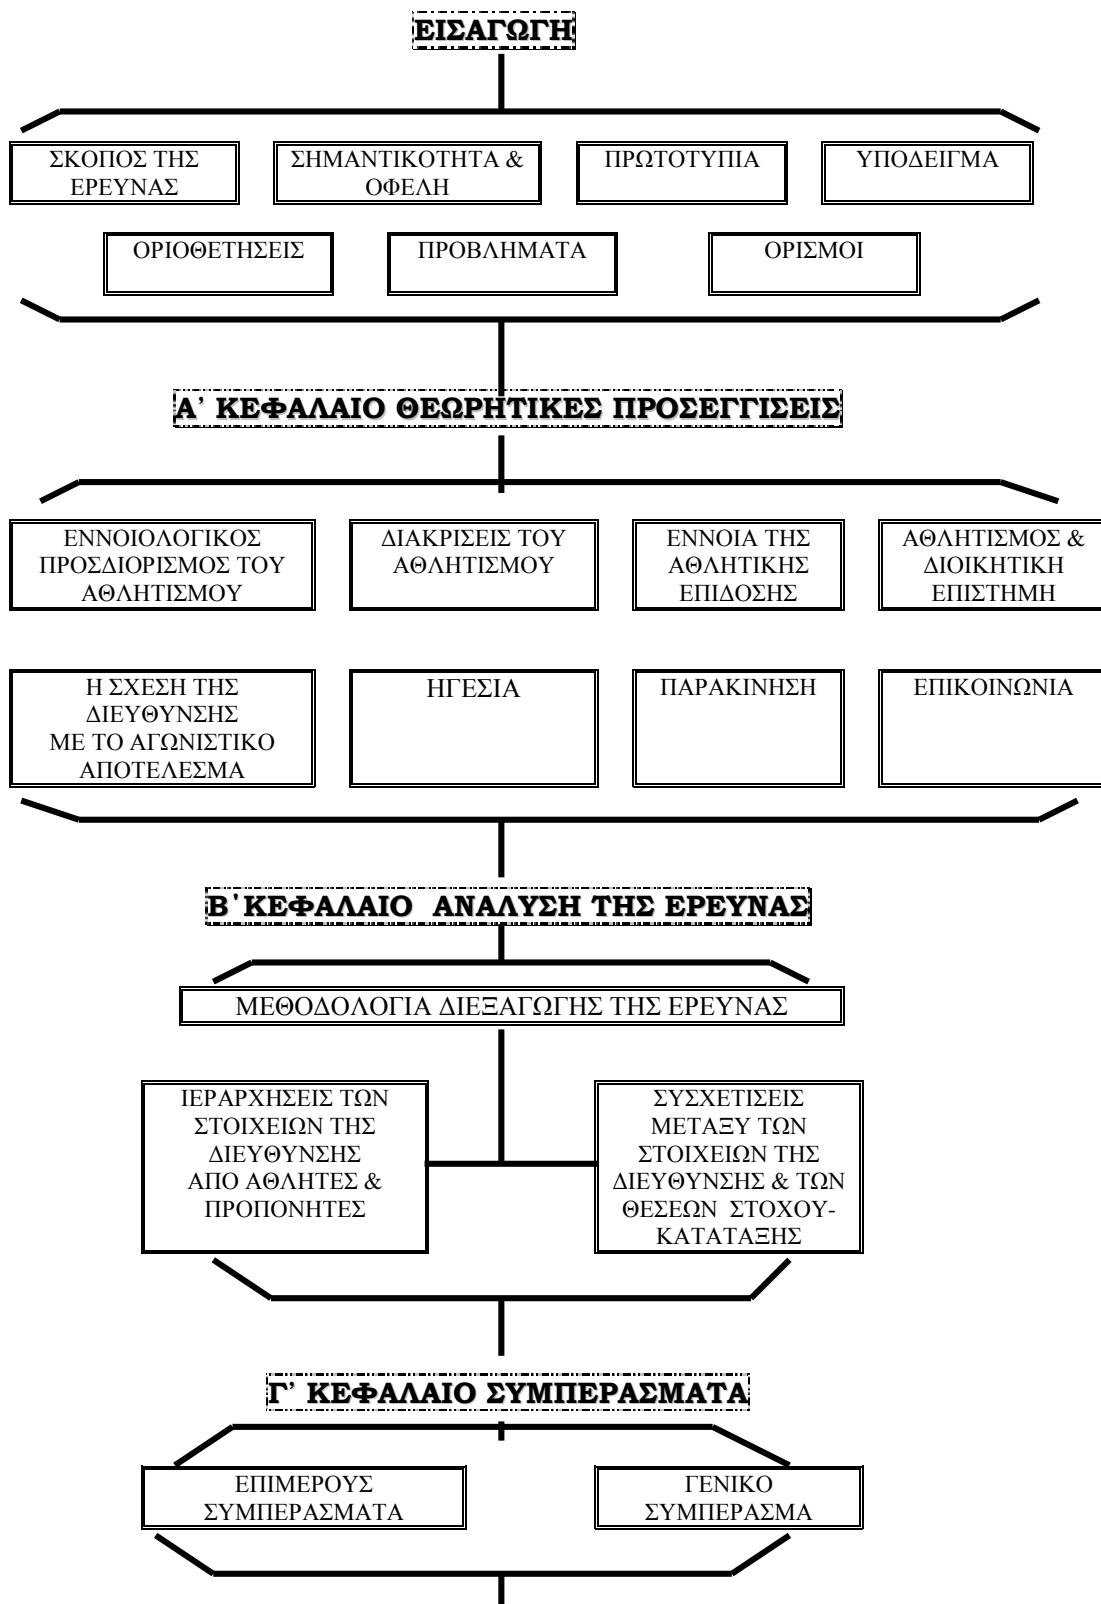 ΕΙΣΑΓΩΓΗ
ΣΚΟΠΟΣ ΤΗΣ
ΕΡΕΥΝΑΣ
ΣΗΜΑΝΤΙΚΟΤΗΤΑ &
ΟΦΕΛΗ
ΠΡΩΤΟΤΥΠΙΑ
ΥΠΟΔΕΙΓΜΑ
ΟΡΙΟΘΕΤΗΣΕΙΣ
ΠΡΟΒΛΗΜΑΤΑ
ΟΡΙΣΜΟΙ
Α' ΚΕΦΑΛΑΙΟ ΘΕΩΡΗΤΙΚΕΣ ΠΡΟΣΕΓΓΙΣΕΙΣ
ΕΝΝΟΙΟΛΟΓΙΚΟΣ
ΠΡΟΣΔΙΟΡΙΣΜΟΣ ΤΟΥ
ΑΘΛΗΤΙΣΜΟΥ
ΔΙΑΚΡΙΣΕΙΣ ΤΟΥ
ΑΘΛΗΤΙΣΜΟΥ
ΕΝΝΟΙΑ ΤΗΣ
ΑΘΛΗΤΙΚΗΣ
ΕΠΙΔΟΣΗΣ
ΑΘΛΗΤΙΣΜΟΣ &
ΔΙΟΙΚΗΤΙΚΗ
ΕΠΙΣΤΗΜΗ
Η ΣΧΕΣΗ ΤΗΣ
ΔΙΕΥΘΥΝΣΗΣ
ΜΕ ΤΟ ΑΓΩΝΙΣΤΙΚΟ
ΑΠΟΤΕΛΕΣΜΑ
ΗΓΕΣΙΑ
ΠΑΡΑΚΙΝΗΣΗ
ΕΠΙΚΟΙΝΩΝΙΑ
Β'ΚΕΦΑΛΑΙΟ  ΑΝΑΛΥΣΗ ΤΗΣ ΕΡΕΥΝΑΣ
ΜΕΘΟΔΟΛΟΓΙΑ ΔΙΕΞΑΓΩΓΗΣ ΤΗΣ ΕΡΕΥΝΑΣ
ΙΕΡΑΡΧΗΣΕΙΣ ΤΩΝ
ΣΤΟΙΧΕΙΩΝ ΤΗΣ
ΔΙΕΥΘΥΝΣΗΣ
ΑΠΟ ΑΘΛΗΤΕΣ &
ΠΡΟΠΟΝΗΤΕΣ
ΣΥΣΧΕΤΙΣΕΙΣ
ΜΕΤΑΞΥ ΤΩΝ
ΣΤΟΙΧΕΙΩΝ ΤΗΣ
ΔΙΕΥΘΥΝΣΗΣ & ΤΩΝ
ΘΕΣΕΩΝ  ΣΤΟΧΟΥ-
ΚΑΤΑΤΑΞΗΣ
Γ' ΚΕΦΑΛΑΙΟ ΣΥΜΠΕΡΑΣΜΑΤΑ
ΕΠΙΜΕΡΟΥΣ
ΣΥΜΠΕΡΑΣΜΑΤΑ
ΓΕΝΙΚΟ
ΣΥΜΠΕΡΑΣΜΑ